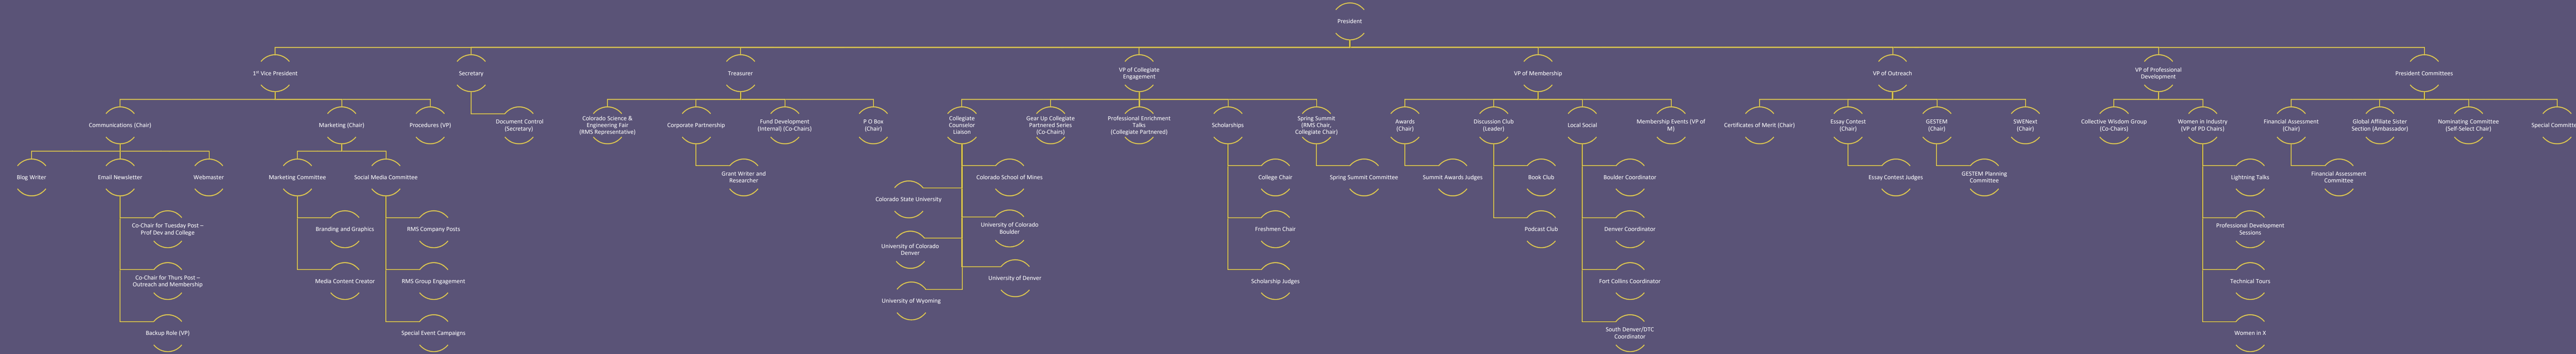 President
1st Vice President
Secretary
Treasurer
VP of Collegiate
Engagement
VP of Membership
VP of Outreach
VP of Professional
Development
President Committees
Communications (Chair)
Marketing (Chair)
Procedures (VP)
Document Control
(Secretary)
Colorado Science &
Engineering Fair
(RMS Representative)
Corporate Partnership
Fund Development
(Internal) (Co-Chairs)
P O Box
(Chair)
Collegiate
Counselor
Liaison
Gear Up Collegiate
Partnered Series
(Co-Chairs)
Professional Enrichment
Talks
(Collegiate Partnered)
Scholarships
Spring Summit
(RMS Chair,
Collegiate Chair)
Awards
(Chair)
Discussion Club
(Leader)
Local Social
Membership Events (VP of
M)
Certificates of Merit (Chair)
Essay Contest
(Chair)
GESTEM
(Chair)
SWENext
(Chair)
Collective Wisdom Group
(Co-Chairs)
Women in Industry
(VP of PD Chairs)
Financial Assessment
(Chair)
Global Affiliate Sister
Section (Ambassador)
Nominating Committee
(Self-Select Chair)
Special Committe
Blog Writer
Email Newsletter
Webmaster
Marketing Committee
Social Media Committee
Grant Writer and
Researcher
Colorado State University
Colorado School of Mines
College Chair
Spring Summit Committee
Summit Awards Judges
Book Club
Boulder Coordinator
Essay Contest Judges
GESTEM Planning
Committee
Lightning Talks
Financial Assessment
Committee
Co-Chair for Tuesday Post –
Prof Dev and College
Branding and Graphics
RMS Company Posts
University of Colorado
Denver
University of Colorado
Boulder
Freshmen Chair
Podcast Club
Denver Coordinator
Professional Development
Sessions
Co-Chair for Thurs Post –
Outreach and Membership
Media Content Creator
RMS Group Engagement
University of Wyoming
University of Denver
Scholarship Judges
Fort Collins Coordinator
Technical Tours
Backup Role (VP)
Special Event Campaigns
South Denver/DTC
Coordinator
Women in X